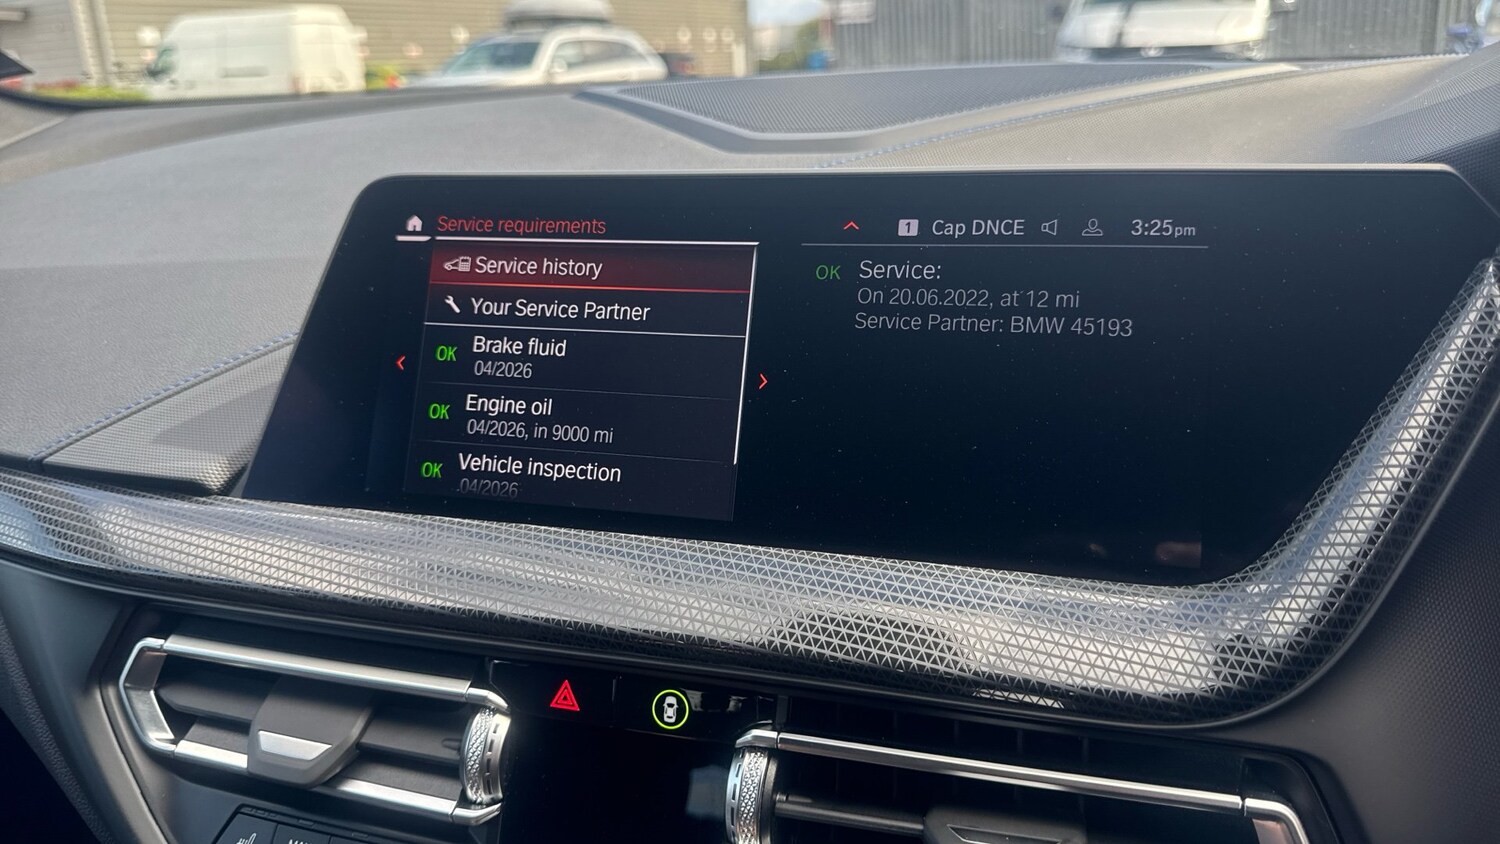 Service requirements
Service history
Your Service Partner
OK Brake fluid
04/2026
OK Engine oil
04/2026, in 9000 mi
OK Vehicle inspection
04/2026
1 Cap DNCE 3:25pm
OK Service:
On 20.06.2022, at 12 mi
Service Partner: BMW 45193